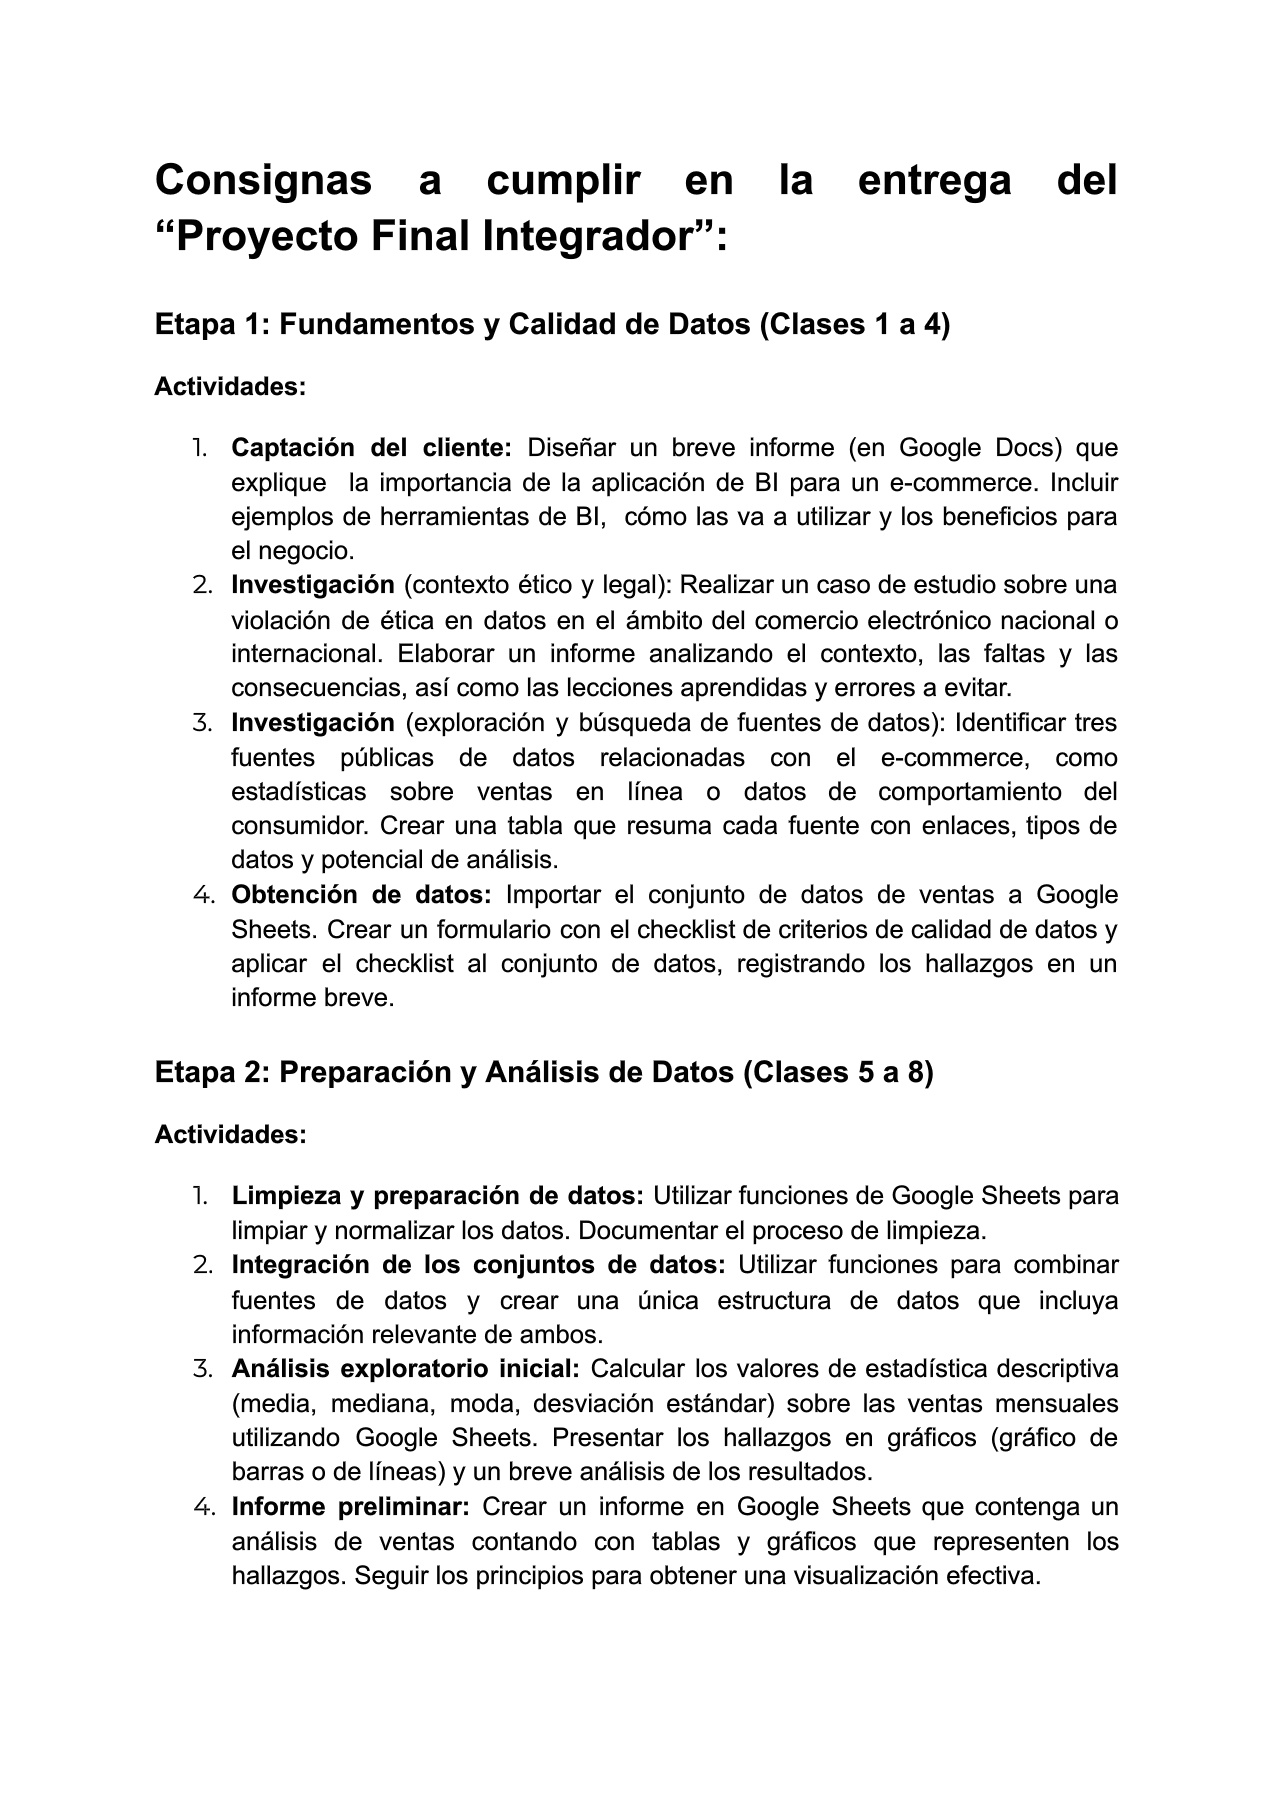 Consignas a cumplir en la entrega del
“Proyecto Final Integrador”:
Etapa 1: Fundamentos y Calidad de Datos (Clases 1 a 4)
Actividades:
1. Captación del cliente: Diseñar un breve informe (en Google Docs) que
explique la importancia de la aplicación de BI para un e-commerce. Incluir
ejemplos de herramientas de BI, cómo las va a utilizar y los beneficios para
el negocio.
2. Investigación (contexto ético y legal): Realizar un caso de estudio sobre una
violación de ética en datos en el ámbito del comercio electrónico nacional o
internacional. Elaborar un informe analizando el contexto, las faltas y las
consecuencias, así como las lecciones aprendidas y errores a evitar.
3. Investigación (exploración y búsqueda de fuentes de datos): Identificar tres
fuentes públicas de datos relacionadas con el e-commerce, como
estadísticas sobre ventas en línea o datos de comportamiento del
consumidor. Crear una tabla que resuma cada fuente con enlaces, tipos de
datos y potencial de análisis.
4. Obtención de datos: Importar el conjunto de datos de ventas a Google
Sheets. Crear un formulario con el checklist de criterios de calidad de datos y
aplicar el checklist al conjunto de datos, registrando los hallazgos en un
informe breve.
Etapa 2: Preparación y Análisis de Datos (Clases 5 a 8)
Actividades:
1. Limpieza y preparación de datos: Utilizar funciones de Google Sheets para
limpiar y normalizar los datos. Documentar el proceso de limpieza.
2. Integración de los conjuntos de datos: Utilizar funciones para combinar
fuentes de datos y crear una única estructura de datos que incluya
información relevante de ambos.
3. Análisis exploratorio inicial: Calcular los valores de estadística descriptiva
(media, mediana, moda, desviación estándar) sobre las ventas mensuales
utilizando Google Sheets. Presentar los hallazgos en gráficos (gráfico de
barras o de líneas) y un breve análisis de los resultados.
4. Informe preliminar: Crear un informe en Google Sheets que contenga un
análisis de ventas contando con tablas y gráficos que representen los
hallazgos. Seguir los principios para obtener una visualización efectiva.